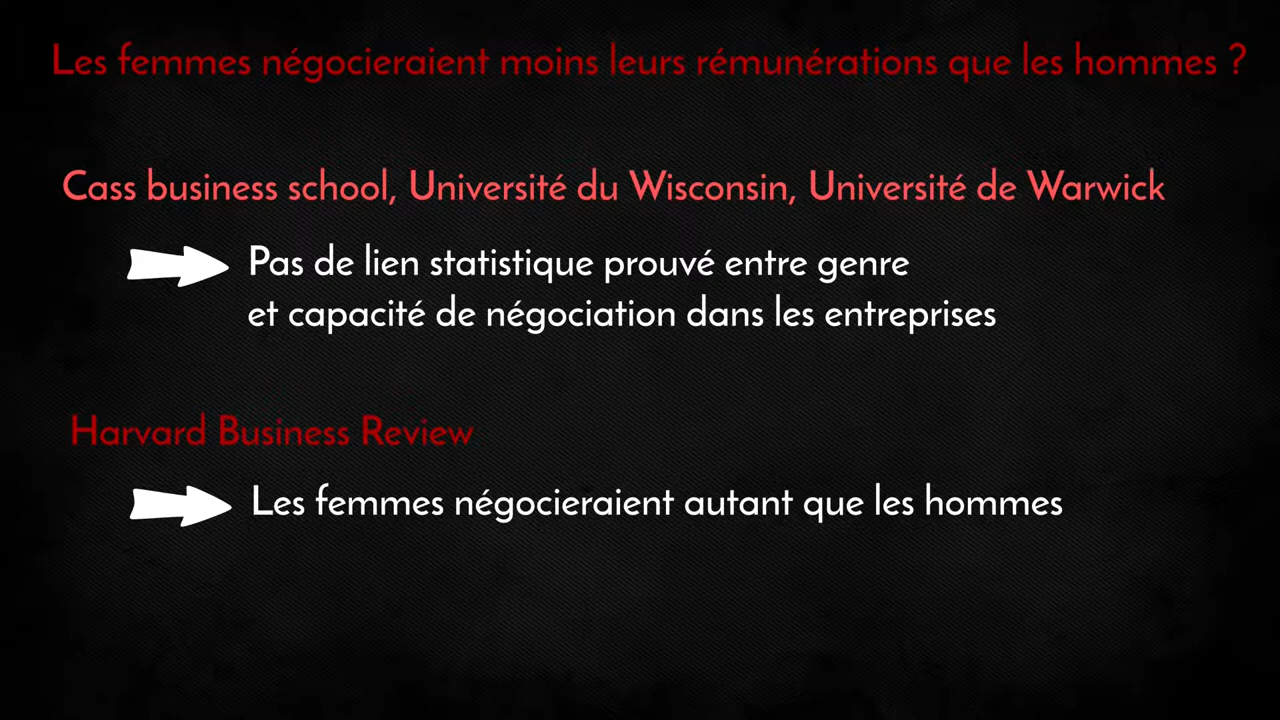 Les femmes négocieraient moins leurs rémunérations que les hommes ?
Cass business school, Université du Wisconsin, Université de Warwick
Pas de lien statistique prouvé entre genre
et capacité de négociation dans les entreprises
Harvard Business Review
Les femmes négocieraient autant que les hommes